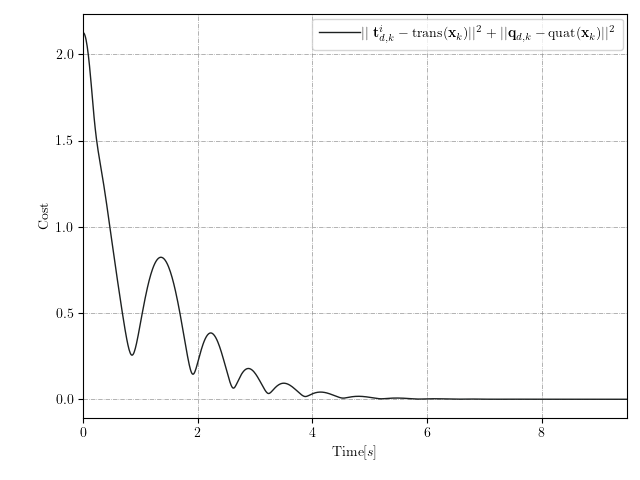 || t^i_{d,k} − trans(x_k)||² + ||q_{d,k} − quat(x_k)||²
2.0
1.5
1.0
0.5
0.0
Cost
0 2 4 6 8
Time[s]